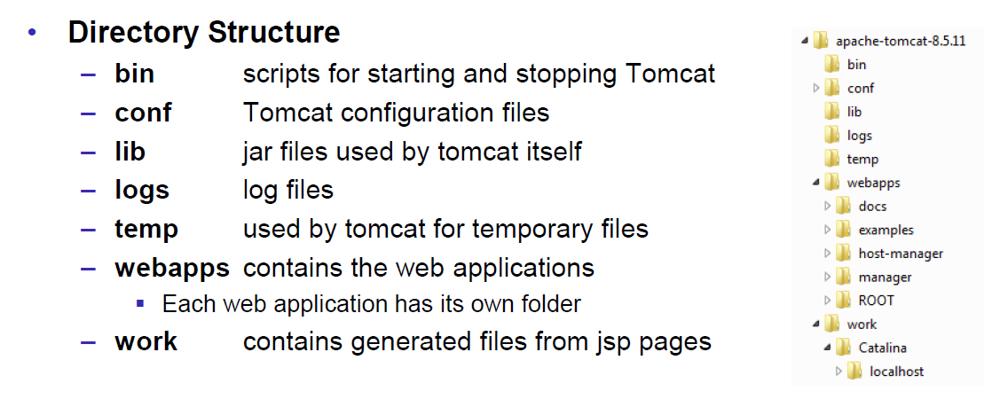 • Directory Structure
– bin scripts for starting and stopping Tomcat
– conf Tomcat configuration files
– lib jar files used by tomcat itself
– logs log files
– temp used by tomcat for temporary files
– webapps contains the web applications
▪ Each web application has its own folder
– work contains generated files from jsp pages
apache-tomcat-8.5.11
bin
conf
lib
logs
temp
webapps
docs
examples
host-manager
manager
ROOT
work
Catalina
localhost